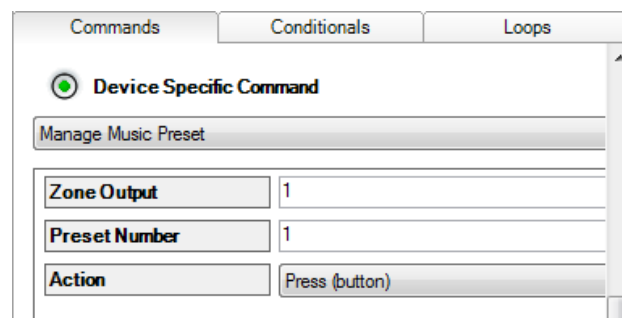 Commands Conditionals Loops
Device Specific Command
Manage Music Preset
Zone Output 1
Preset Number 1
Action Press (button)